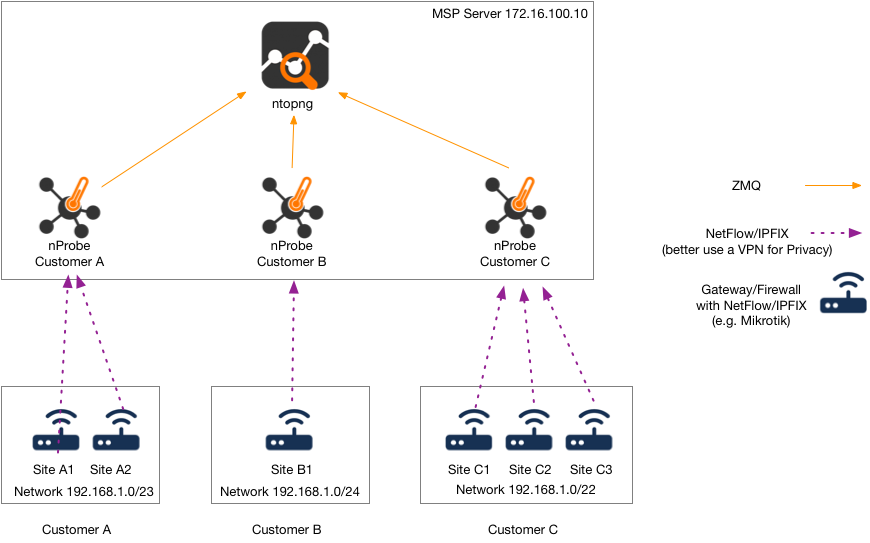 MSP Server 172.16.100.10
ntopng
nProbe
Customer A
nProbe
Customer B
nProbe
Customer C
ZMQ
NetFlow/IPFIX
(better use a VPN for Privacy)
Gateway/Firewall
with NetFlow/IPFIX
(e.g. Mikrotik)
Site A1
Site A2
Network 192.168.1.0/23
Customer A
Site B1
Network 192.168.1.0/24
Customer B
Site C1
Site C2
Site C3
Network 192.168.1.0/22
Customer C